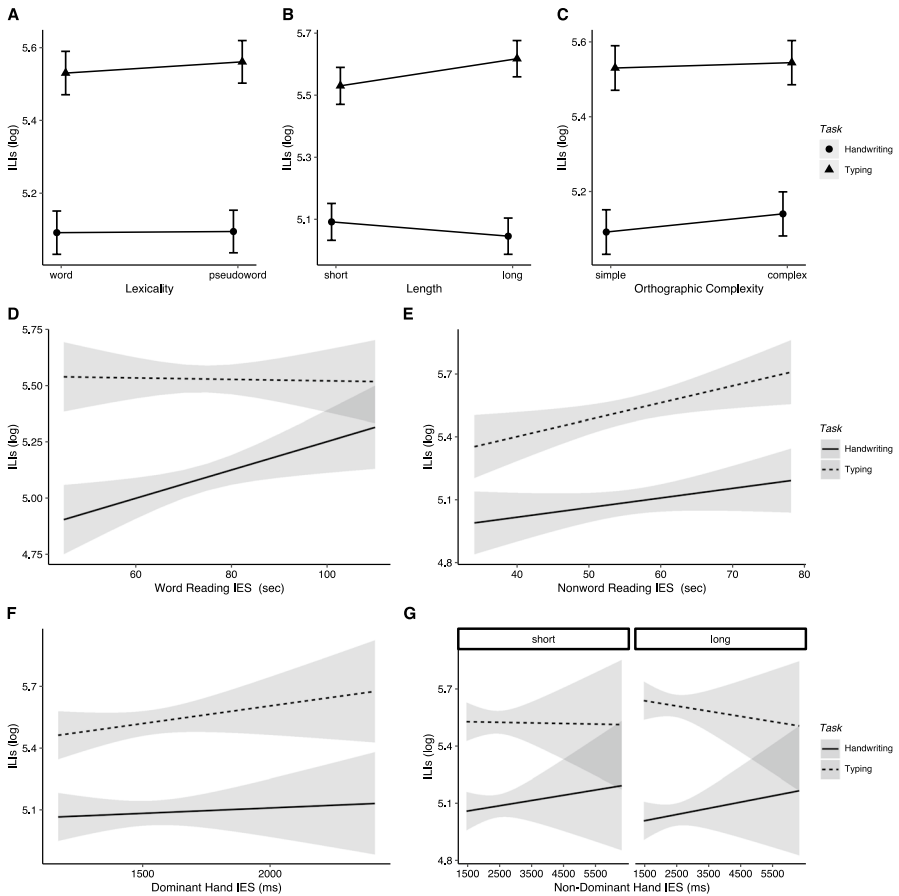 A
B
C
5.6
5.4
5.2
ILIs (log)
word
pseudoword
Lexicality
5.7
5.5
5.3
5.1
ILIs (log)
short
long
Length
5.6
5.4
5.2
ILIs (log)
simple
complex
Orthographic Complexity
Task
Handwriting
Typing
D
5.75
5.50
5.25
5.00
4.75
ILIs (log)
60
80
100
Word Reading IES (sec)
E
5.7
5.4
5.1
4.8
ILIs (log)
40
50
60
70
80
Nonword Reading IES (sec)
Task
Handwriting
Typing
F
5.7
5.4
5.1
ILIs (log)
1500
2000
Dominant Hand IES (ms)
G
short
long
5.7
5.4
5.1
4.8
ILIs (log)
1500
2500
3500
4500
5500
1500
2500
3500
4500
5500
Non-Dominant Hand IES (ms)
Task
Handwriting
Typing